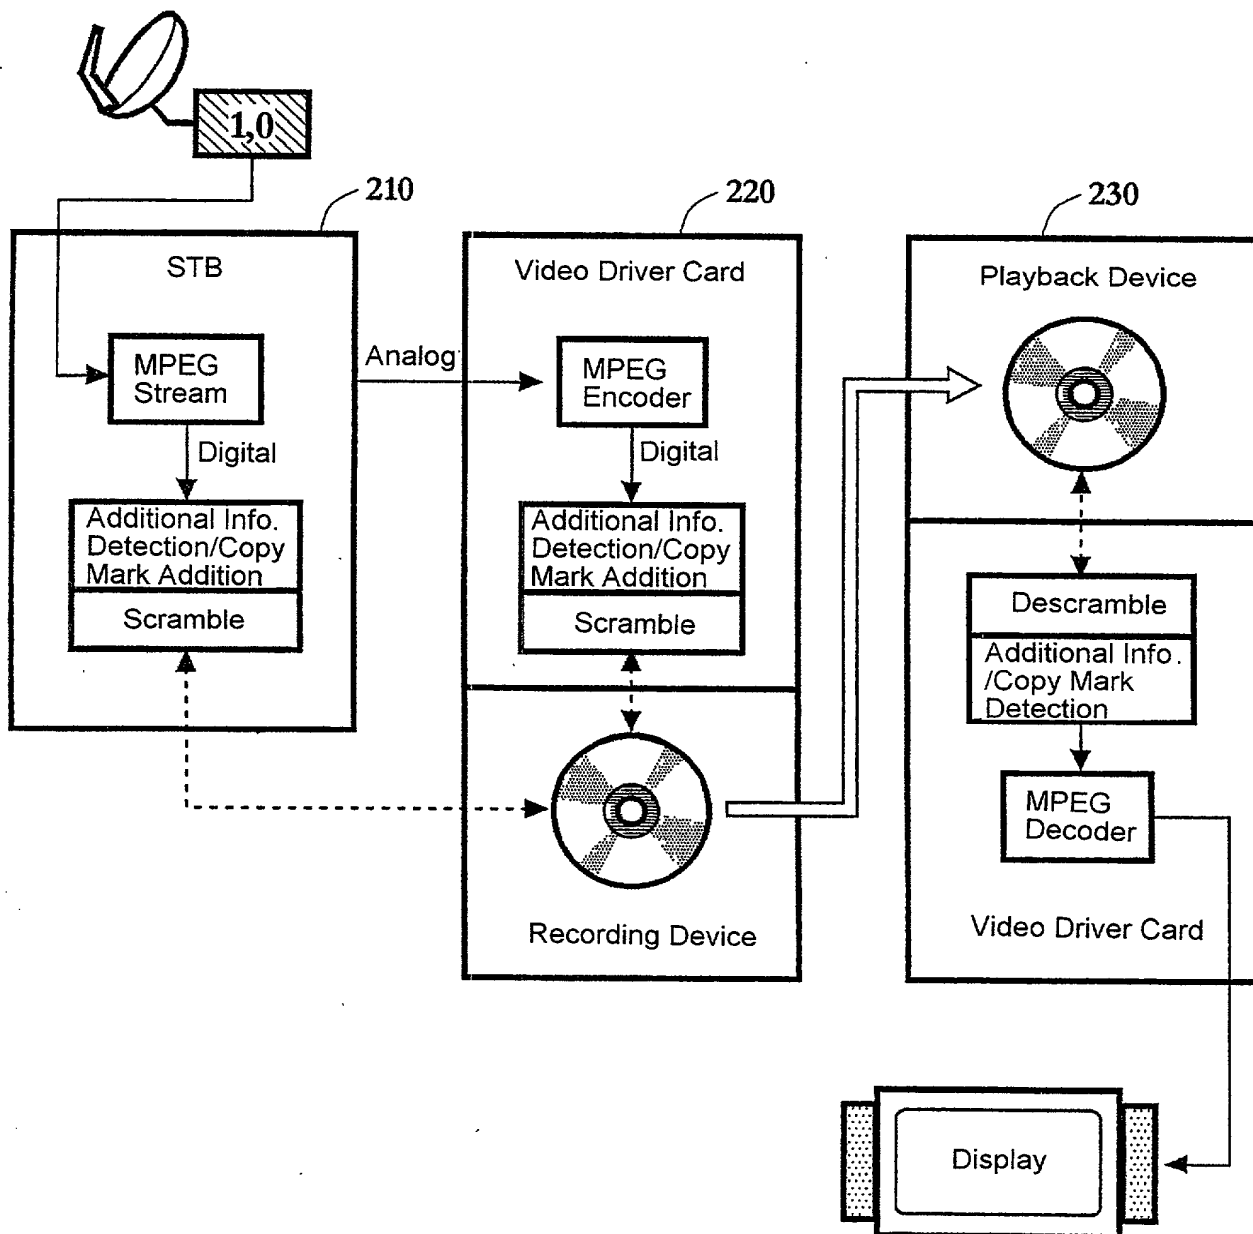 1,0
210
220
230
STB
Video Driver Card
Playback Device
MPEG
Stream
Analog
MPEG
Encoder
Digital
Digital
Additional Info.
Detection/Copy
Mark Addition
Scramble
Additional Info.
Detection/Copy
Mark Addition
Scramble
Descramble
Additional Info.
/Copy Mark
Detection
MPEG
Decoder
Recording Device
Video Driver Card
Display